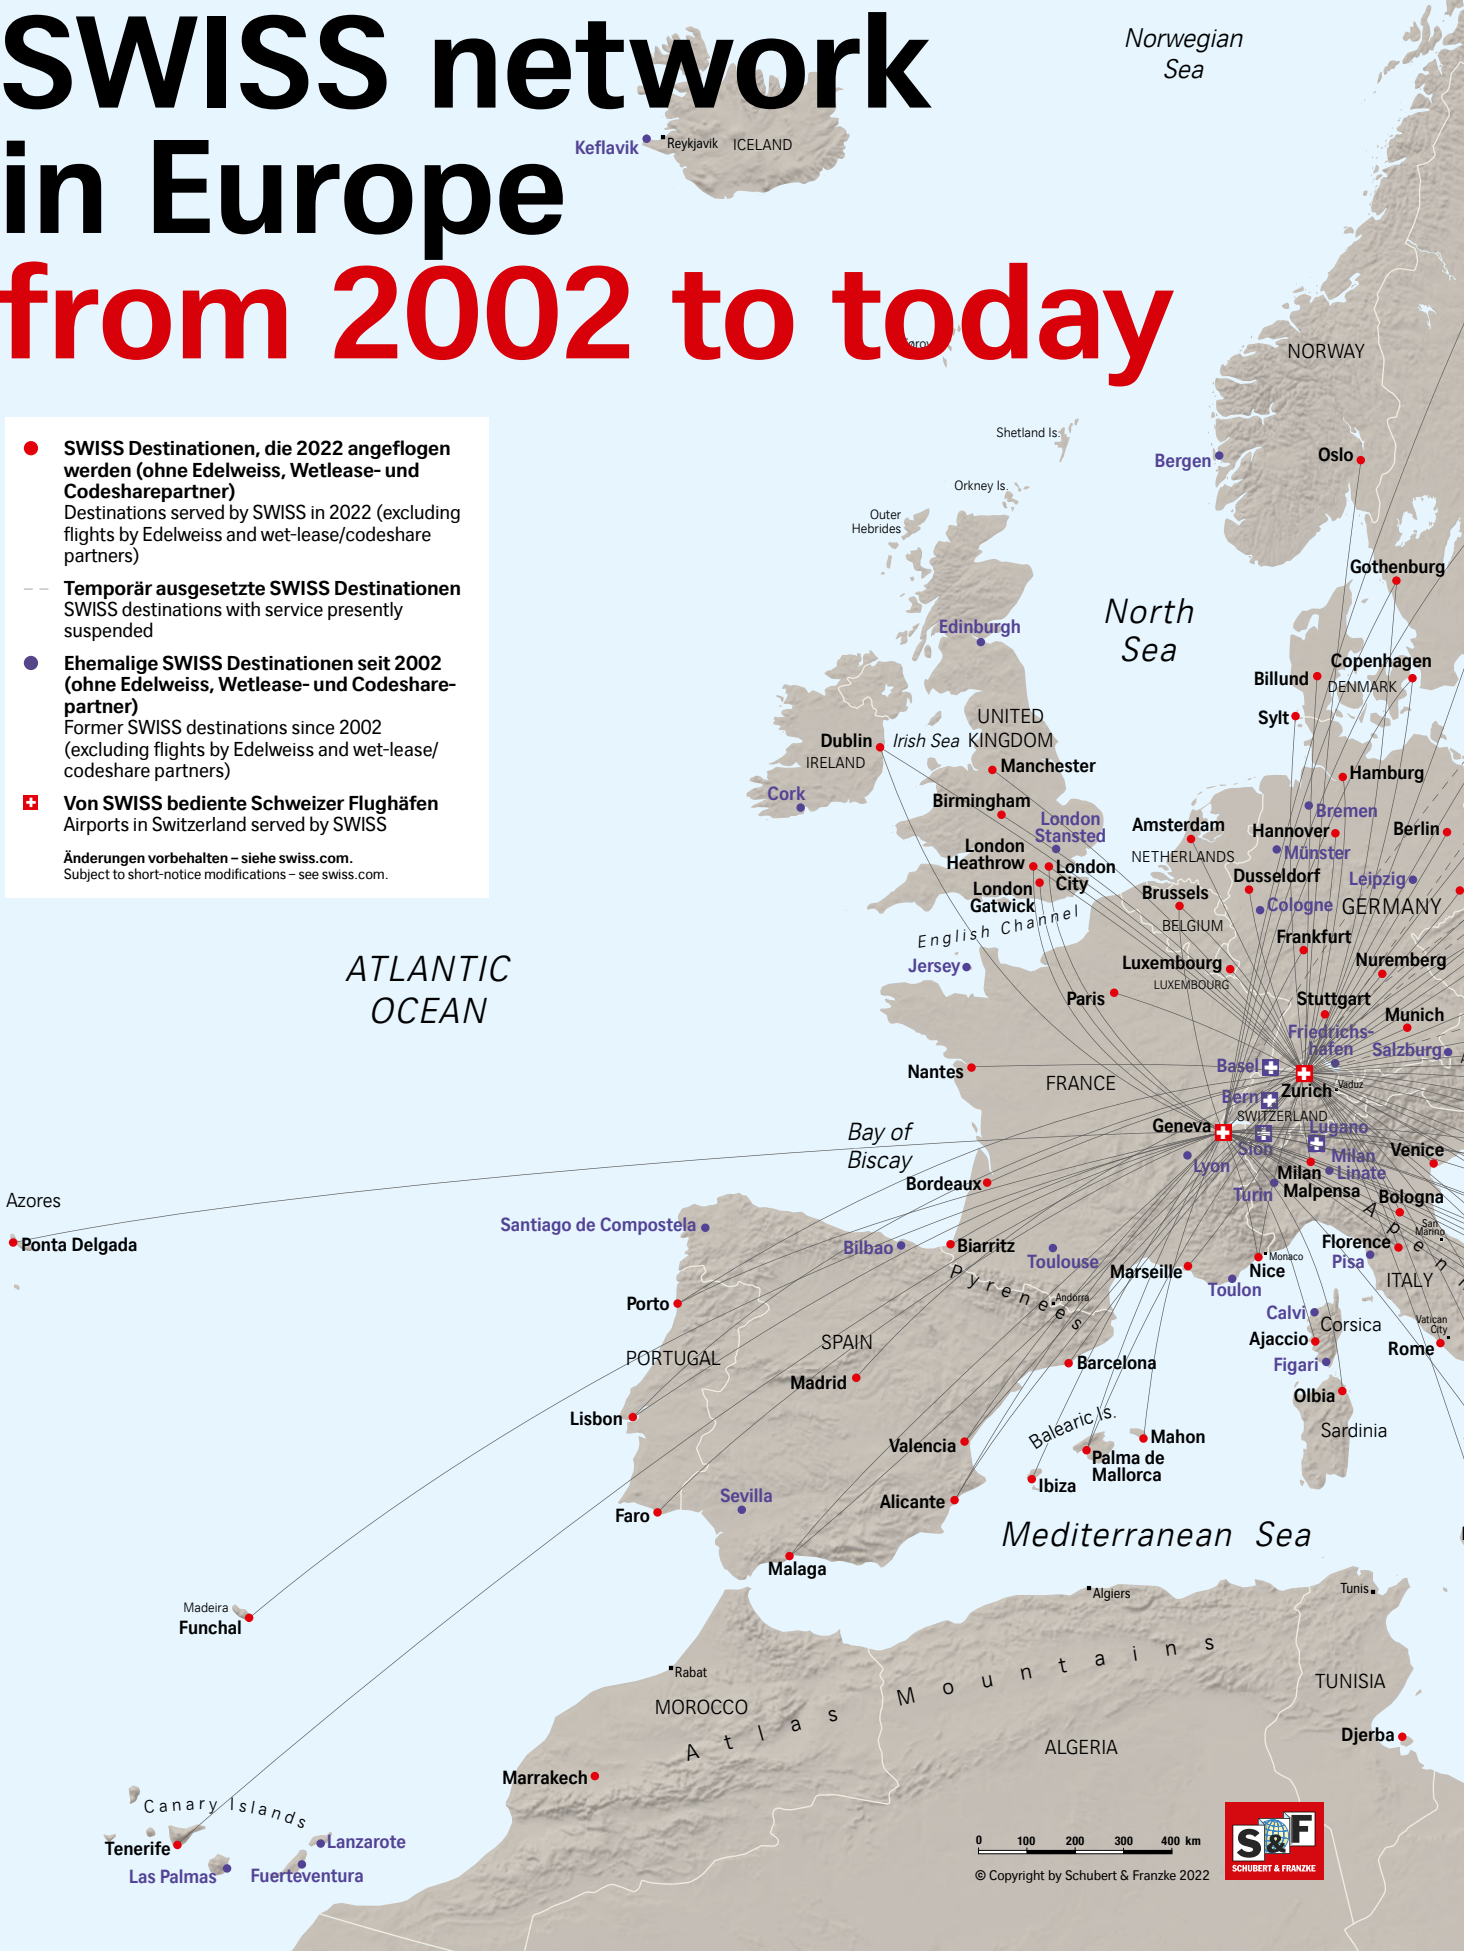 SWISS network
in Europe
from 2002 to today
Norwegian
Sea
Keflavik
Reykjavik
ICELAND
NORWAY
SWISS Destinationen, die 2022 angeflogen
werden (ohne Edelweiss, Wetlease- und
Codesharepartner)
Destinations served by SWISS in 2022 (excluding
flights by Edelweiss and wet-lease/codeshare
partners)
Temporär ausgesetzte SWISS Destinationen
SWISS destinations with service presently
suspended
Ehemalige SWISS Destinationen seit 2002
(ohne Edelweiss, Wetlease- und Codeshare-
partner)
Former SWISS destinations since 2002
(excluding flights by Edelweiss and wet-lease/
codeshare partners)
Von SWISS bediente Schweizer Flughäfen
Airports in Switzerland served by SWISS
Änderungen vorbehalten – siehe swiss.com.
Subject to short-notice modifications – see swiss.com.
Shetland Is.
Bergen
Oslo
Orkney Is.
Outer
Hebrides
Gothenburg
North
Sea
Edinburgh
Copenhagen
Billund
DENMARK
Sylt
UNITED
KINGDOM
Dublin
Irish Sea
IRELAND
Manchester
Hamburg
Cork
Birmingham
London
Stansted
Bremen
Amsterdam
Hannover
Berlin
London
Heathrow
NETHERLANDS
Münster
London
City
Dusseldorf
Leipzig
London
Gatwick
Brussels
Cologne
GERMANY
English Channel
BELGIUM
Frankfurt
Jersey
Luxembourg
LUXEMBOURG
Nuremberg
ATLANTIC
OCEAN
Paris
Stuttgart
Munich
Friedrichs-
hafen
Salzburg
Nantes
FRANCE
Basel
Zurich
Vaduz
Bern
SWITZERLAND
Geneva
Sion
Lugano
Bay of
Biscay
Lyon
Milan
Linate
Venice
Milan
Malpensa
Bordeaux
Turin
Bologna
Azores
Ponta Delgada
Santiago de Compostela
Bilbao
Biarritz
Toulouse
Marseille
Monaco
Nice
Toulon
A p e n n
San
Marino
Florence
Pisa
ITALY
Pyrenees
Andorra
Porto
Calvi
Corsica
Vatican
City
Ajaccio
Rome
PORTUGAL
SPAIN
Figari
Barcelona
Madrid
Olbia
Lisbon
Balearic Is.
Sardinia
Valencia
Mahon
Palma de
Mallorca
Ibiza
Sevilla
Alicante
Faro
Mediterranean Sea
Malaga
Algiers
Tunis
Madeira
Funchal
Rabat
MOROCCO
Atlas Mountains
TUNISIA
ALGERIA
Djerba
Marrakech
Canary Islands
Tenerife
Lanzarote
Las Palmas
Fuerteventura
0 100 200 300 400 km
© Copyright by Schubert & Franzke 2022
S&F
SCHUBERT & FRANZKE